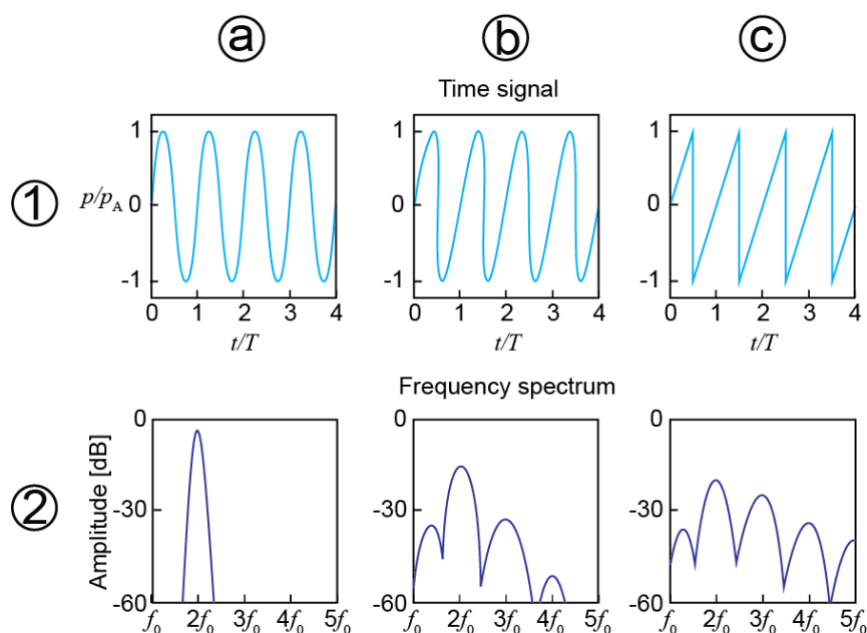 a b c
Time signal
1 1 1
1 p/pA 0 0 0
-1 -1 -1
0 1 2 3 4 0 1 2 3 4 0 1 2 3 4
t/T t/T t/T
Frequency spectrum
0 0 0
2 Amplitude [dB] -30 -30 -30
-60 -60 -60
f0 2f0 3f0 4f0 5f0 f0 2f0 3f0 4f0 5f0 f0 2f0 3f0 4f0 5f0